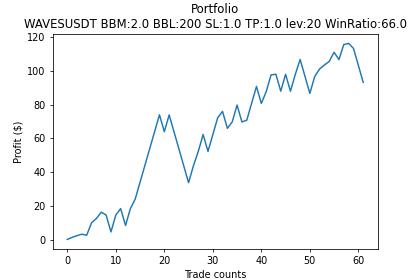 Portfolio
WAVESUSDT BBM:2.0 BBL:200 SL:1.0 TP:1.0 lev:20 WinRatio:66.0
120
100
80
60
40
20
0
Profit ($)
0 10 20 30 40 50 60
Trade counts